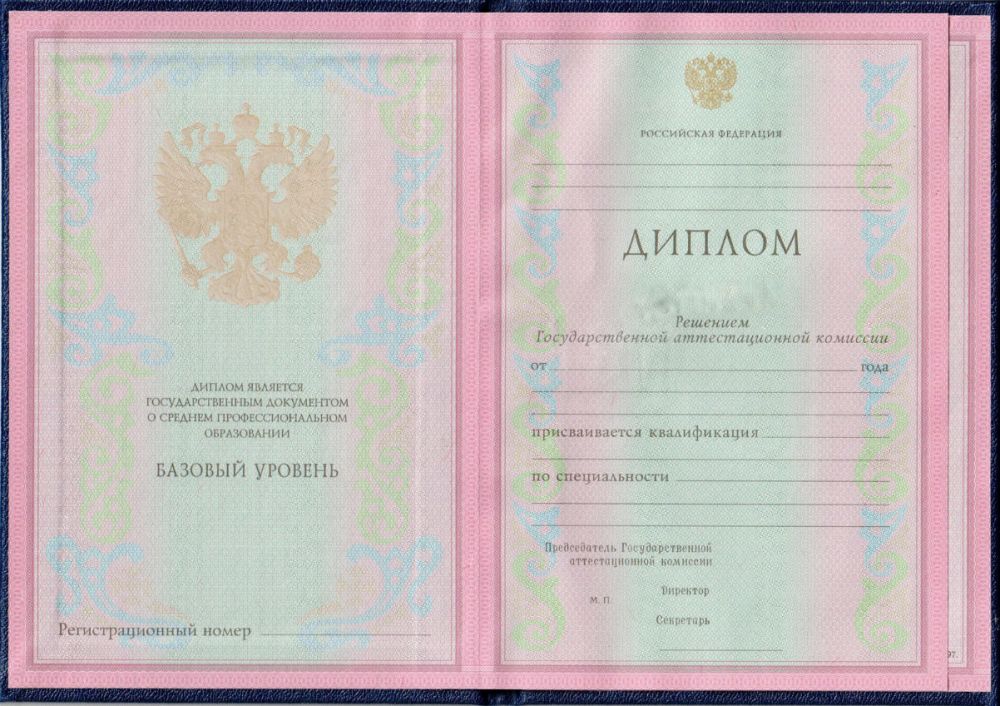 ДИПЛОМ ЯВЛЯЕТСЯ
ГОСУДАРСТВЕННЫМ ДОКУМЕНТОМ
О СРЕДНЕМ ПРОФЕССИОНАЛЬНОМ
ОБРАЗОВАНИИ
БАЗОВЫЙ УРОВЕНЬ
Регистрационный номер
РОССИЙСКАЯ ФЕДЕРАЦИЯ
ДИПЛОМ
Решением
Государственной аттестационной комиссии
от года
присваивается квалификация
по специальности
Председатель Государственной
аттестационной комиссии
Директор
М. П.
Секретарь
97.